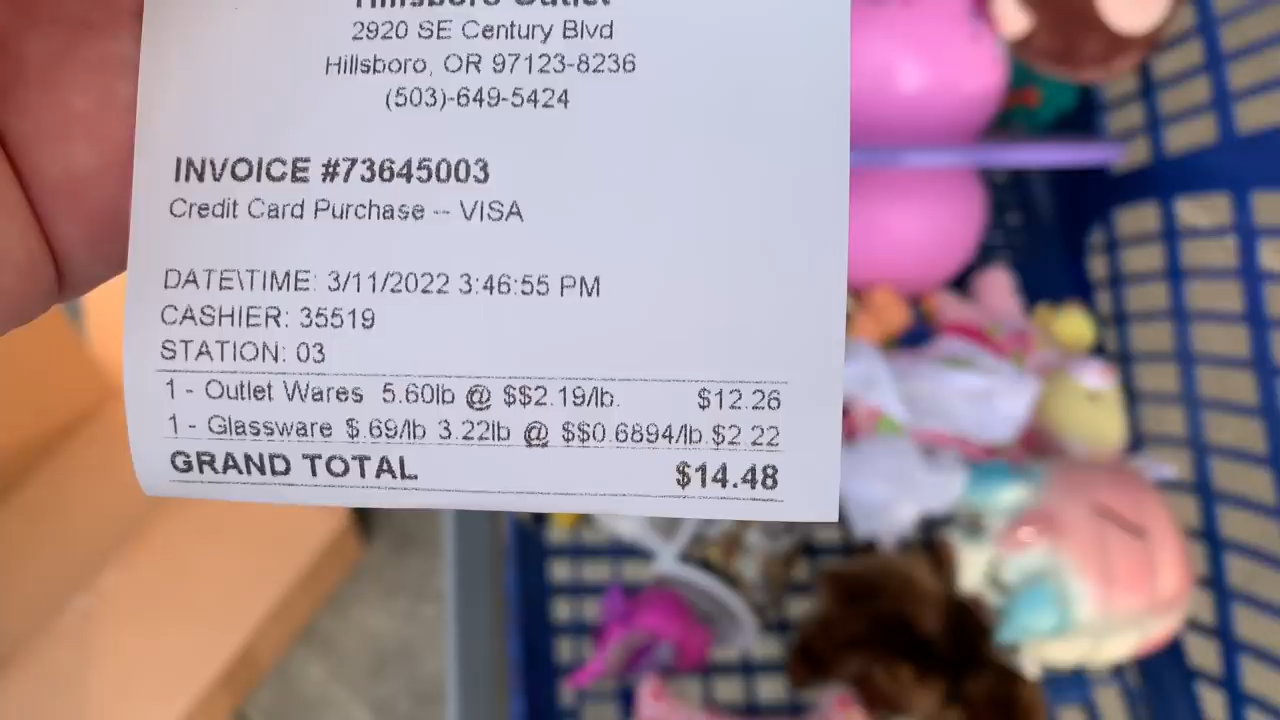 Hillsboro Outlet
2920 SE Century Blvd
Hillsboro, OR 97123-8236
(503)-649-5424
INVOICE #73645003
Credit Card Purchase -- VISA
DATE\TIME: 3/11/2022 3:46:55 PM
CASHIER: 35519
STATION: 03
1 - Outlet Wares 5.60lb @ $$2.19/lb. $12.26
1 - Glassware $.69/lb 3.22lb @ $$0.6894/lb.$2.22
GRAND TOTAL $14.48